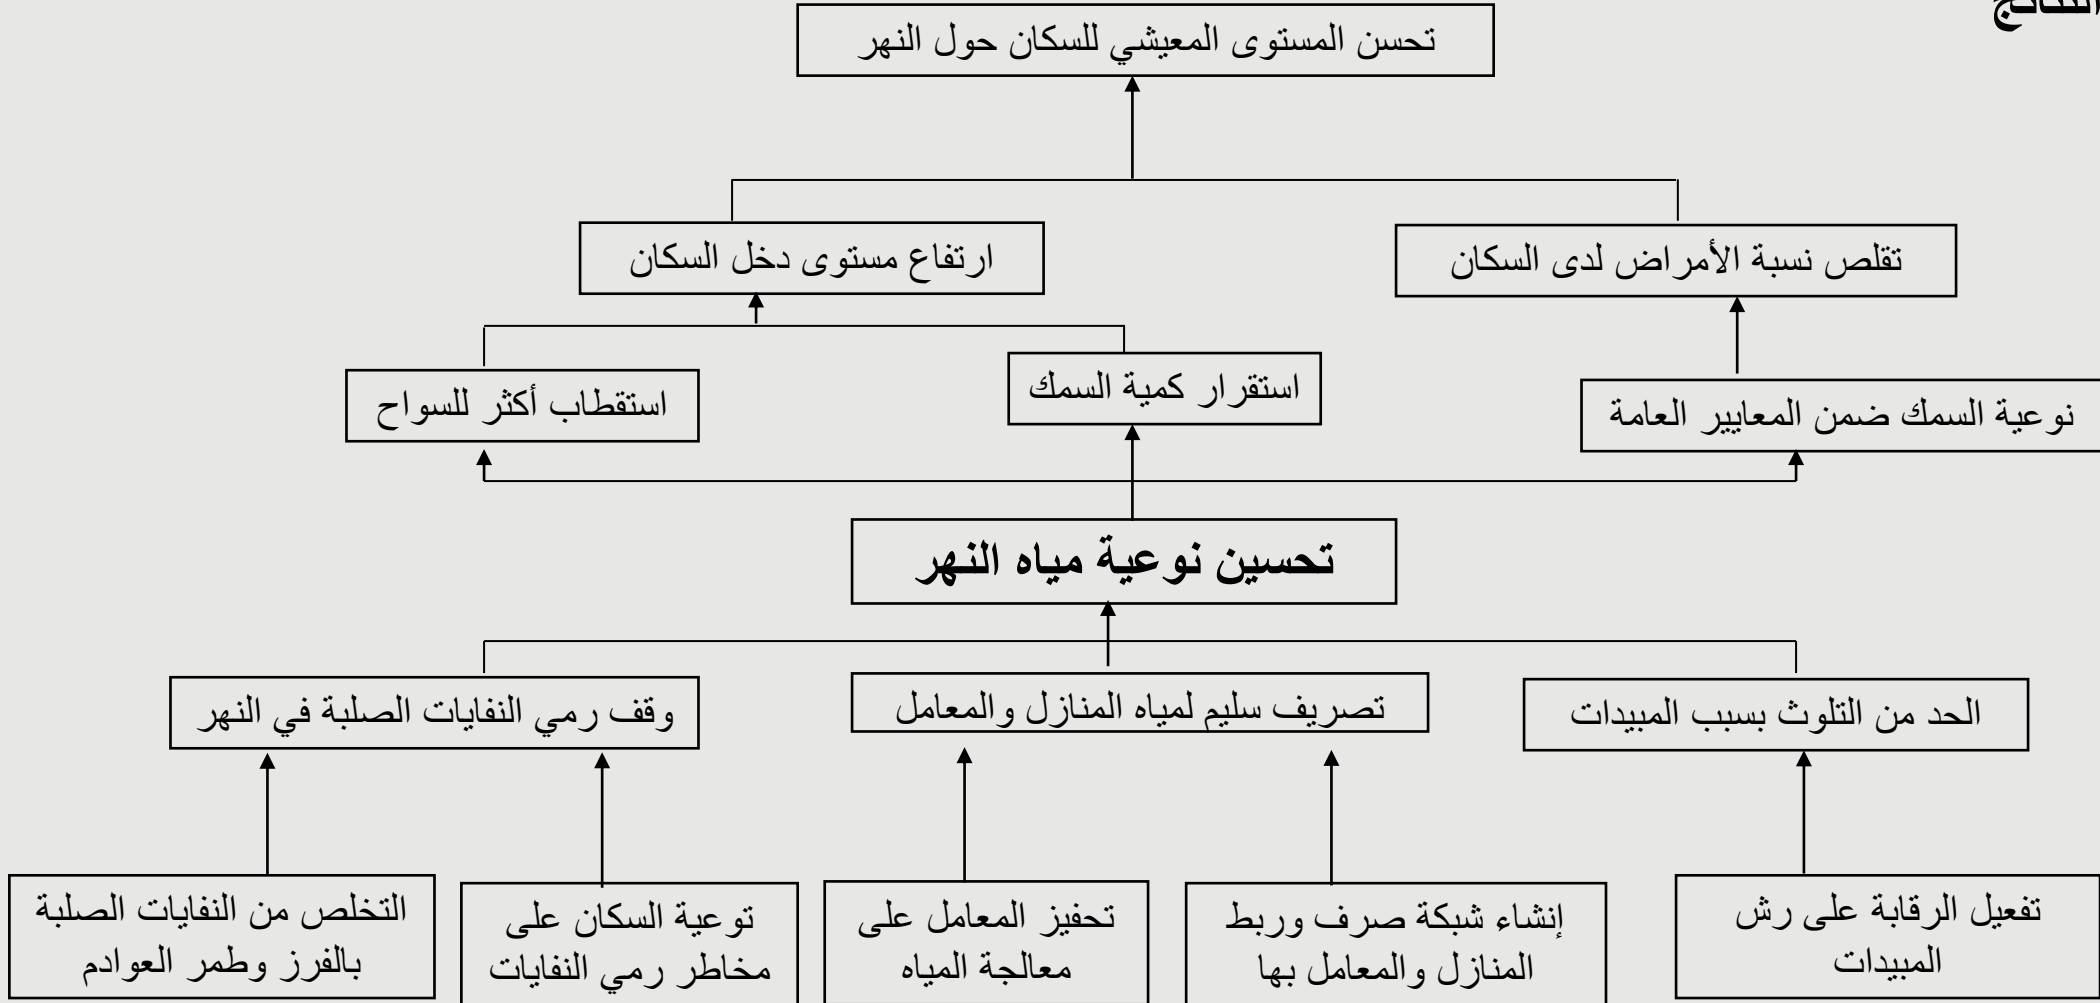 النتائج
تحسن المستوى المعيشي للسكان حول النهر
تقلص نسبة الأمراض لدى السكان
ارتفاع مستوى دخل السكان
نوعية السمك ضمن المعايير العامة
استقرار كمية السمك
استقطاب أكثر للسواح
تحسين نوعية مياه النهر
الحد من التلوث بسبب المبيدات
تصريف سليم لمياه المنازل والمعامل
وقف رمي النفايات الصلبة في النهر
تفعيل الرقابة على رش
المبيدات
إنشاء شبكة صرف وربط
المنازل والمعامل بها
تحفيز المعامل على
معالجة المياه
توعية السكان على
مخاطر رمي النفايات
التخلص من النفايات الصلبة
بالفرز وطمر العوادم